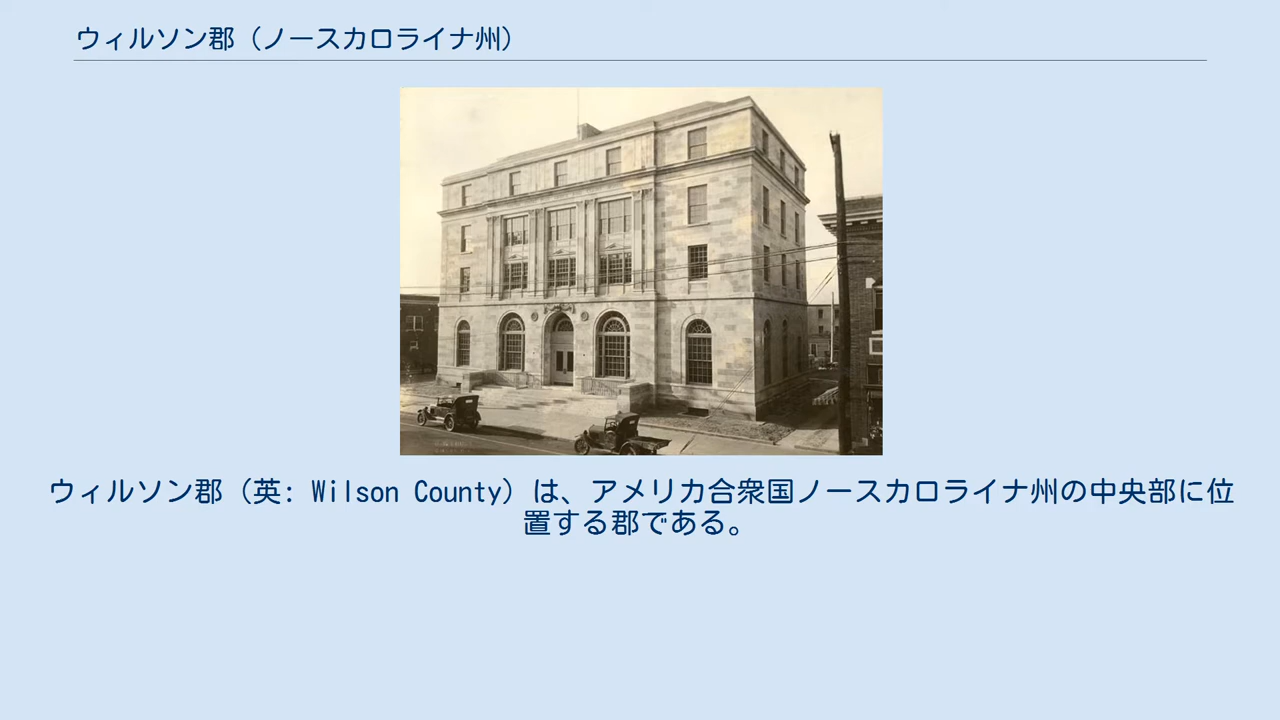 ウィルソン郡（ノースカロライナ州）
ウィルソン郡（英: Wilson County）は、アメリカ合衆国ノースカロライナ州の中央部に位
置する郡である。